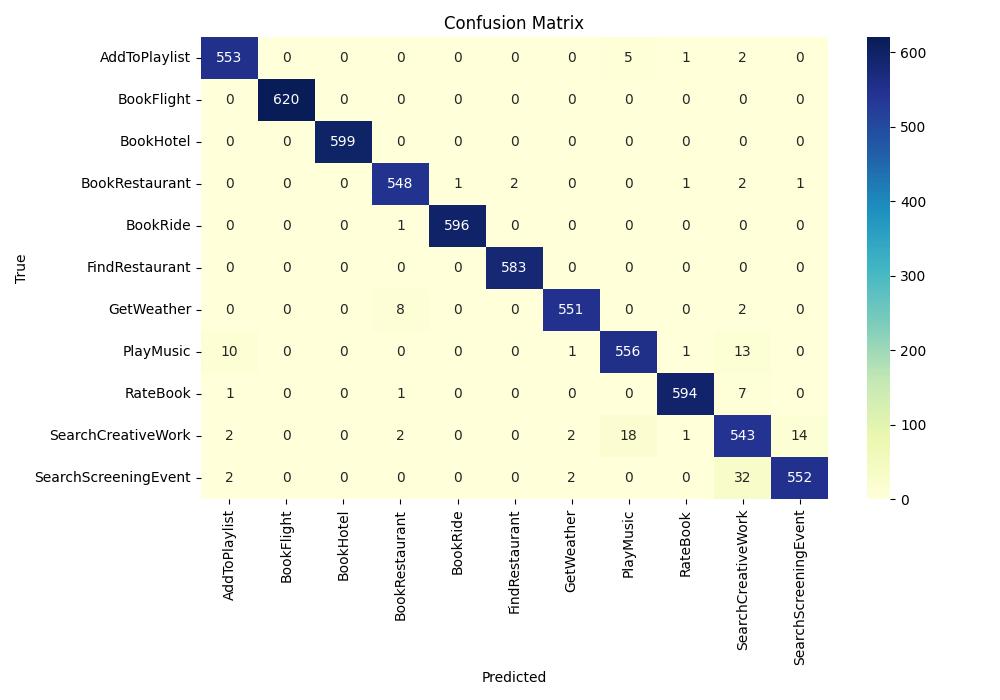 Confusion Matrix
AddToPlaylist 553 0 0 0 0 0 0 5 1 2 0
BookFlight 0 620 0 0 0 0 0 0 0 0 0
BookHotel 0 0 599 0 0 0 0 0 0 0 0
BookRestaurant 0 0 0 548 1 2 0 0 1 2 1
BookRide 0 0 0 1 596 0 0 0 0 0 0
FindRestaurant 0 0 0 0 0 583 0 0 0 0 0
GetWeather 0 0 0 8 0 0 551 0 0 2 0
PlayMusic 10 0 0 0 0 0 1 556 1 13 0
RateBook 1 0 0 1 0 0 0 0 594 7 0
SearchCreativeWork 2 0 0 2 0 0 2 18 1 543 14
SearchScreeningEvent 2 0 0 0 0 0 2 0 0 32 552
True
AddToPlaylist
BookFlight
BookHotel
BookRestaurant
BookRide
FindRestaurant
GetWeather
PlayMusic
RateBook
SearchCreativeWork
SearchScreeningEvent
Predicted
600
500
400
300
200
100
0